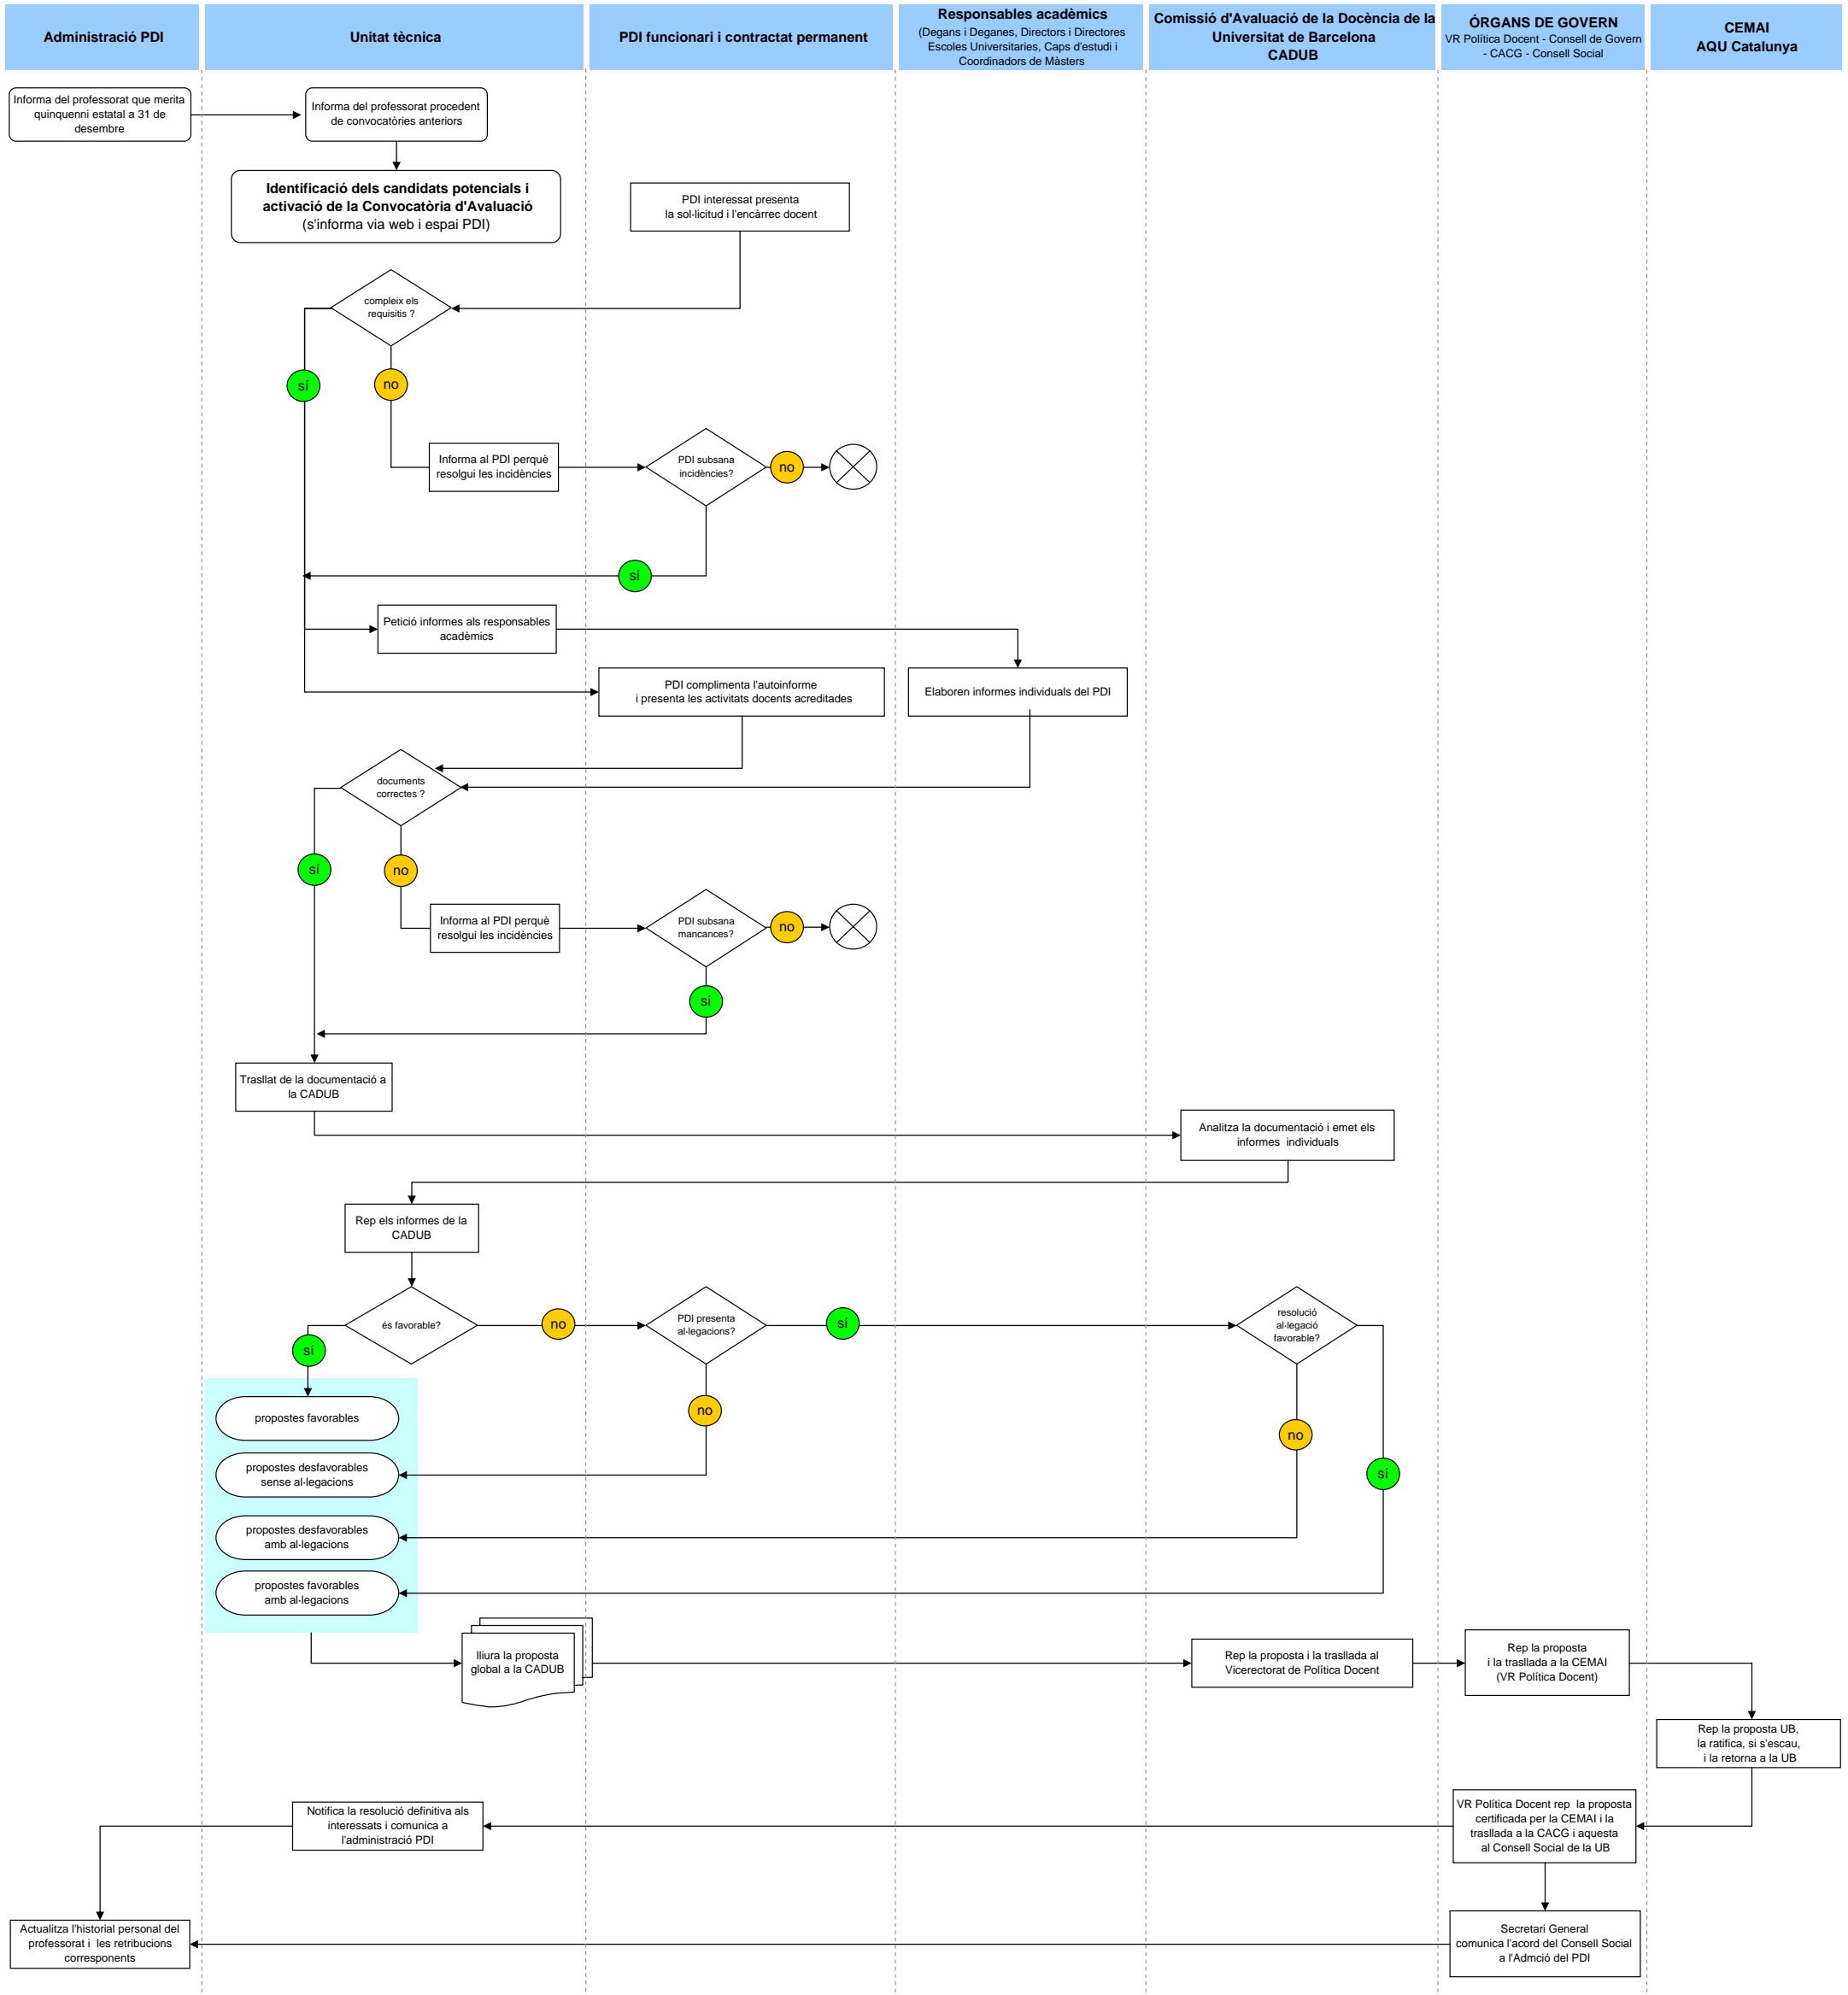 Administració PDI
Unitat tècnica
PDI funcionari i contractat permanent
Responsables acadèmics
(Degans i Deganes, Directors i Directores
Escoles Universitaries, Caps d'estudi i
Coordinadors de Màsters
Comissió d'Avaluació de la Docència de la
Universitat de Barcelona
CADUB
ÓRGANS DE GOVERN
VR Política Docent - Consell de Govern
- CACG - Consell Social
CEMAI
AQU Catalunya
Informa del professorat que merita
quinquenni estatal a 31 de
desembre
Informa del professorat procedent
de convocatòries anteriors
Identificació dels candidats potencials i
activació de la Convocatòria d'Avaluació
(s'informa via web i espai PDI)
PDI interessat presenta
la sol·licitud i l'encàrrec docent
compleix els
requisitis ?
sí
no
Informa al PDI perquè
resolgui les incidències
PDI subsana
incidències?
no
sí
Petició informes als responsables
acadèmics
PDI complimenta l'autoinforme
i presenta les activitats docents acreditades
Elaboren informes individuals del PDI
documents
correctes ?
sí
no
Informa al PDI perquè
resolgui les incidències
PDI subsana
mancances?
no
sí
Trasllat de la documentació a
la CADUB
Analitza la documentació i emet els
informes  individuals
Rep els informes de la
CADUB
és favorable?
no
PDI presenta
al·legacions?
sí
resolució
al·legació
favorable?
sí
propostes favorables
no
no
propostes desfavorables
sense al·legacions
sí
propostes desfavorables
amb al·legacions
propostes favorables
amb al·legacions
lliura la proposta
global a la CADUB
Rep la proposta i la trasllada al
Vicerectorat de Política Docent
Rep la proposta
i la trasllada a la CEMAI
(VR Política Docent)
Rep la proposta UB,
la ratifica, si s'escau,
i la retorna a la UB
Notifica la resolució definitiva als
interessats i comunica a
l'administració PDI
VR Política Docent rep  la proposta
certificada per la CEMAI i la
trasllada a la CACG i aquesta
al Consell Social de la UB
Actualitza l'historial personal del
professorat i  les retribucions
corresponents
Secretari General
comunica l'acord del Consell Social
a l'Admció del PDI